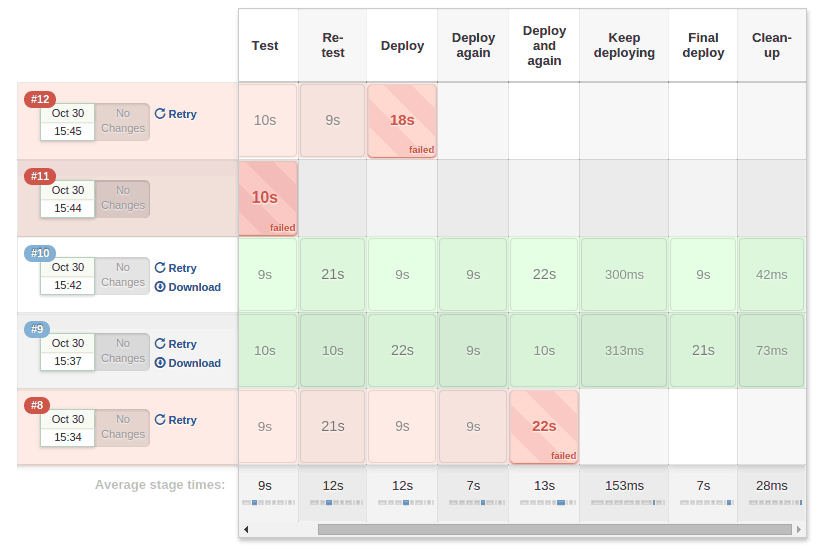 Test
Re-
test
Deploy
Deploy
again
Deploy
and
again
Keep
deploying
Final
deploy
Clean-
up
#12
Oct 30
15:45
No
Changes
Retry
10s
9s
18s
failed
#11
Oct 30
15:44
No
Changes
10s
failed
#10
Oct 30
15:42
No
Changes
Retry
Download
9s
21s
9s
9s
22s
300ms
9s
42ms
#9
Oct 30
15:37
No
Changes
Retry
Download
10s
10s
22s
9s
10s
313ms
21s
73ms
#8
Oct 30
15:34
No
Changes
Retry
9s
21s
9s
9s
22s
failed
Average stage times:
9s
12s
12s
7s
13s
153ms
7s
28ms